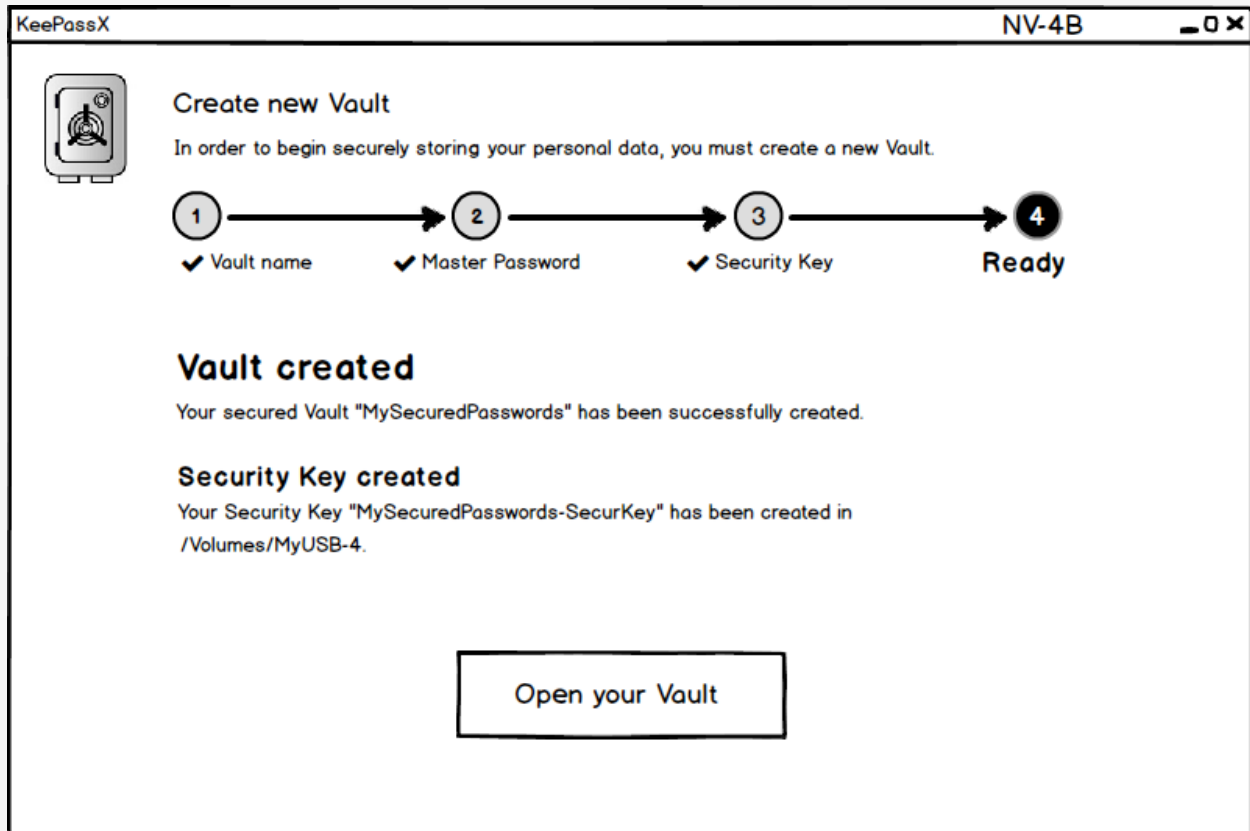 KeePassX
NV-4B
Create new Vault
In order to begin securely storing your personal data, you must create a new Vault.
1 2 3 4
Vault name Master Password Security Key Ready
Vault created
Your secured Vault "MySecuredPasswords" has been successfully created.
Security Key created
Your Security Key "MySecuredPasswords-SecurKey" has been created in
/Volumes/MyUSB-4.
Open your Vault